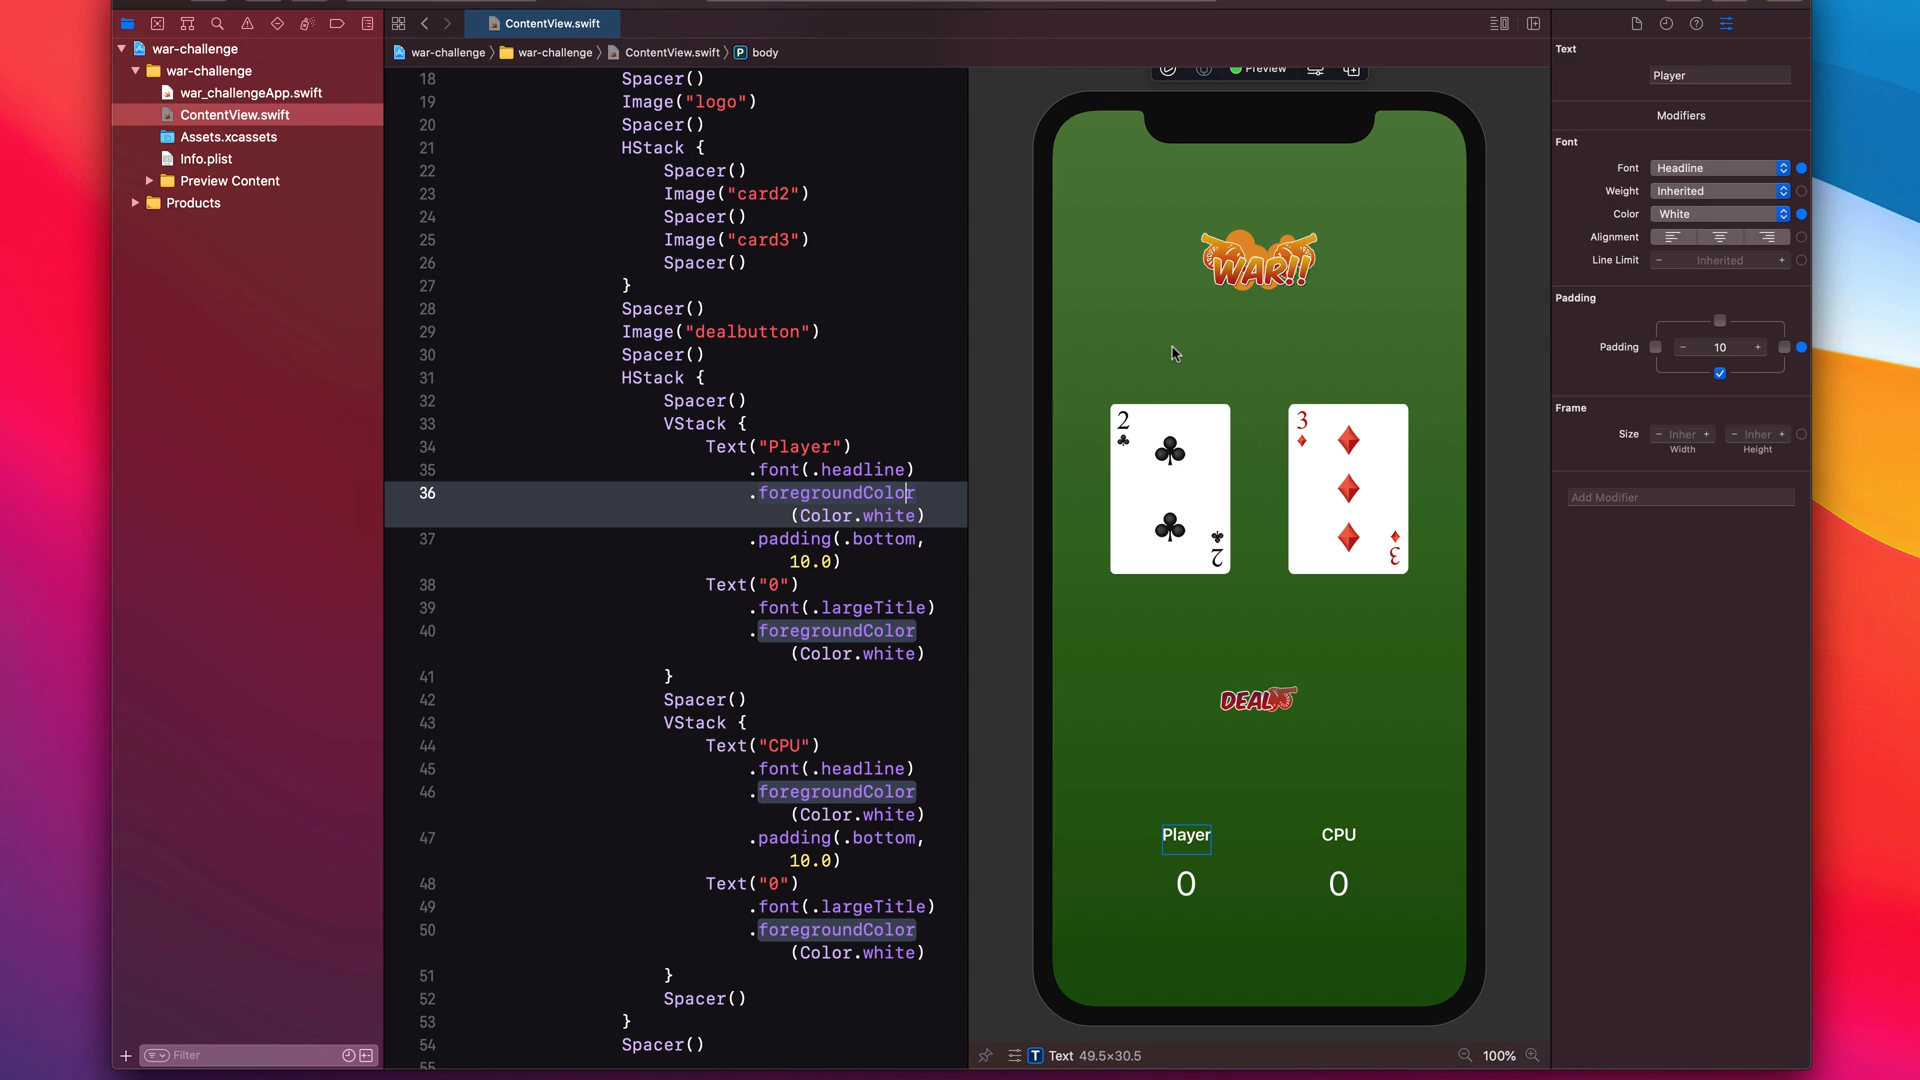 war-challenge
war-challenge
war_challengeApp.swift
ContentView.swift
Assets.xcassets
Info.plist
Preview Content
Products
Filter
ContentView.swift
war-challenge
war-challenge
ContentView.swift
P body
18 Spacer()
19 Image("logo")
20 Spacer()
21 HStack {
22 Spacer()
23 Image("card2")
24 Spacer()
25 Image("card3")
26 Spacer()
27 }
28 Spacer()
29 Image("dealbutton")
30 Spacer()
31 HStack {
32 Spacer()
33 VStack {
34 Text("Player")
35 .font(.headline)
36 .foregroundColor
(Color.white)
37 .padding(.bottom,
10.0)
38 Text("0")
39 .font(.largeTitle)
40 .foregroundColor
(Color.white)
41 }
42 Spacer()
43 VStack {
44 Text("CPU")
45 .font(.headline)
46 .foregroundColor
(Color.white)
47 .padding(.bottom,
10.0)
48 Text("0")
49 .font(.largeTitle)
50 .foregroundColor
(Color.white)
51 }
52 Spacer()
53 }
54 Spacer()
55
Preview
WAR!!
2
2
3
3
DEAL
Player CPU
0 0
T Text 49.5×30.5
100%
Text
Player
Modifiers
Font
Font Headline
Weight Inherited
Color White
Alignment
Line Limit − Inherited +
Padding
Padding − 10 +
Frame
Size − Inher + − Inher +
Width Height
Add Modifier